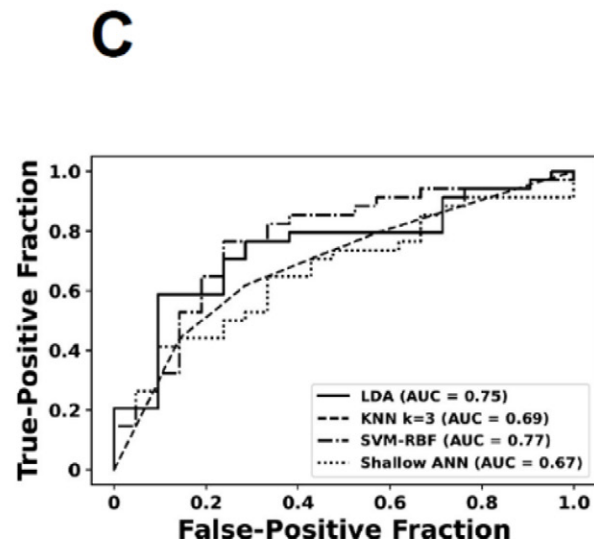 C
True-Positive Fraction
1.0
0.8
0.6
0.4
0.2
0
LDA (AUC = 0.75)
KNN k=3 (AUC = 0.69)
SVM-RBF (AUC = 0.77)
Shallow ANN (AUC = 0.67)
0 0.2 0.4 0.6 0.8 1.0
False-Positive Fraction